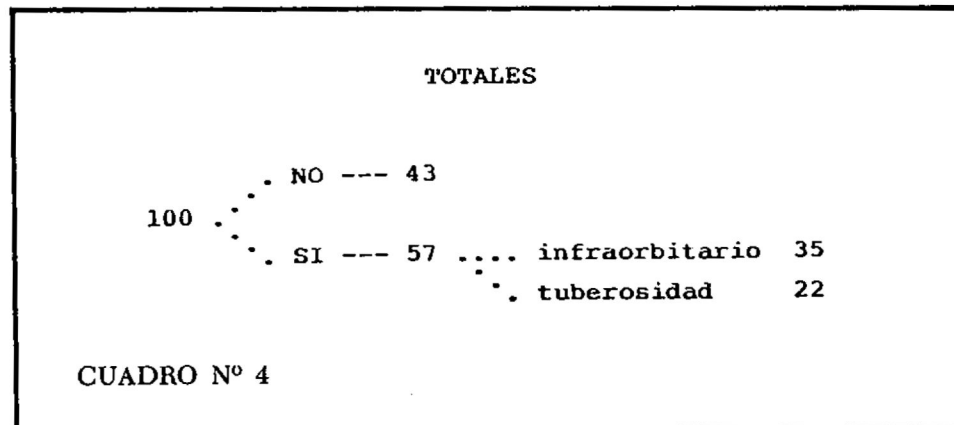 TOTALES
NO --- 43
100
SI --- 57 .... infraorbitario 35
tuberosidad 22
CUADRO Nº 4